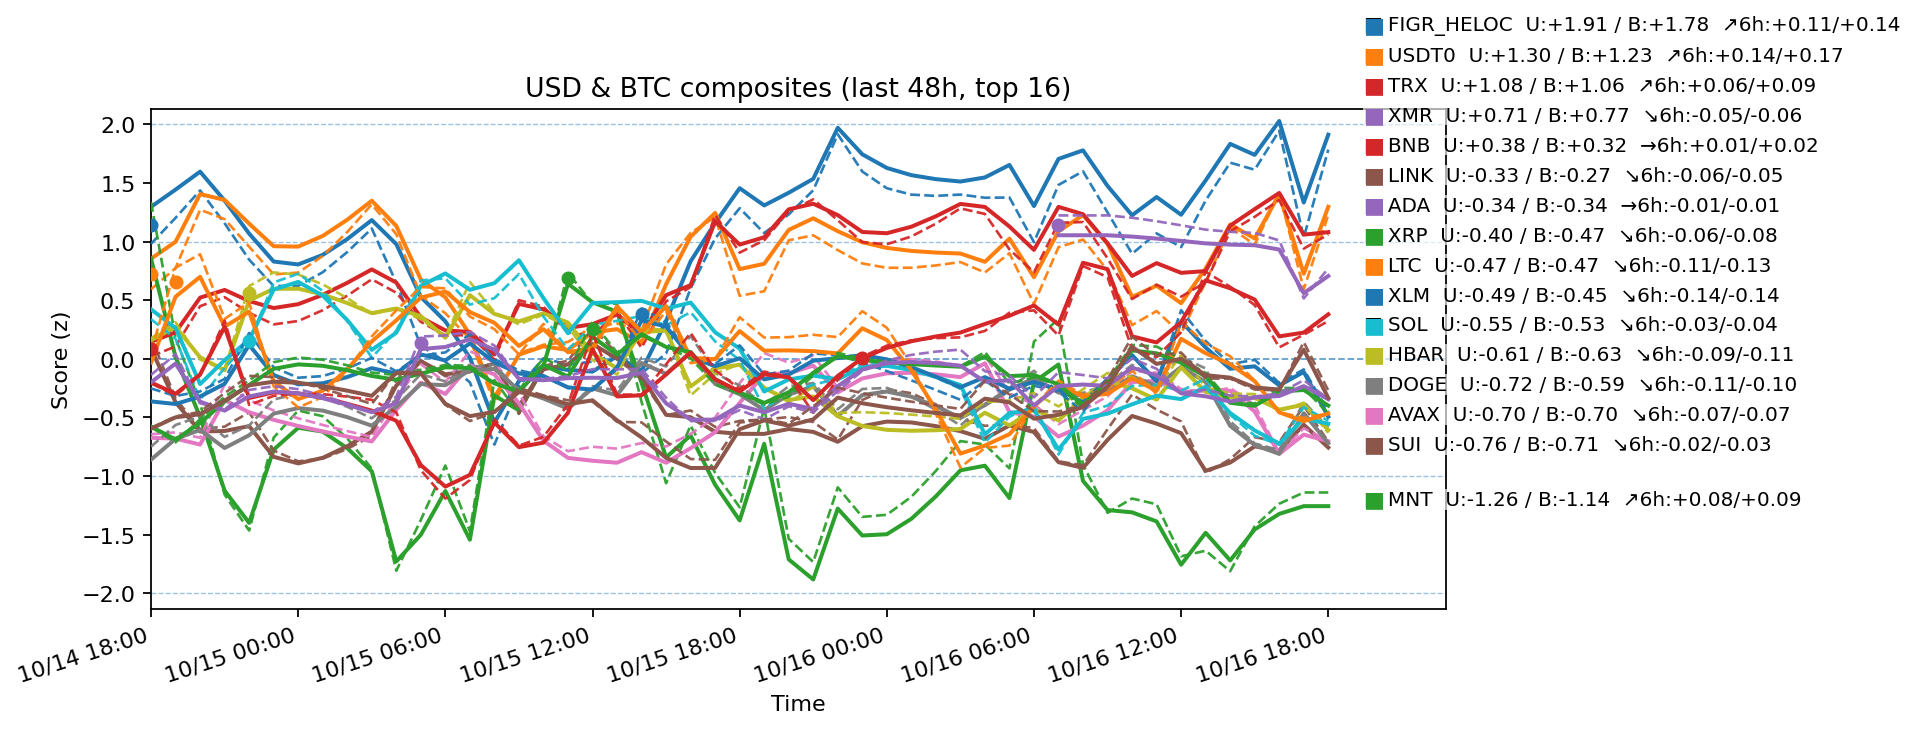 FIGR_HELOC U:+1.91 / B:+1.78 ↗6h:+0.11/+0.14
USDT0 U:+1.30 / B:+1.23 ↗6h:+0.14/+0.17
USD & BTC composites (last 48h, top 16)
TRX U:+1.08 / B:+1.06 ↗6h:+0.06/+0.09
XMR U:+0.71 / B:+0.77 ↘6h:-0.05/-0.06
BNB U:+0.38 / B:+0.32 →6h:+0.01/+0.02
LINK U:-0.33 / B:-0.27 ↘6h:-0.06/-0.05
ADA U:-0.34 / B:-0.34 →6h:-0.01/-0.01
XRP U:-0.40 / B:-0.47 ↘6h:-0.06/-0.08
LTC U:-0.47 / B:-0.47 ↘6h:-0.11/-0.13
XLM U:-0.49 / B:-0.45 ↘6h:-0.14/-0.14
SOL U:-0.55 / B:-0.53 ↘6h:-0.03/-0.04
HBAR U:-0.61 / B:-0.63 ↘6h:-0.09/-0.11
DOGE U:-0.72 / B:-0.59 ↘6h:-0.11/-0.10
AVAX U:-0.70 / B:-0.70 ↘6h:-0.07/-0.07
SUI U:-0.76 / B:-0.71 ↘6h:-0.02/-0.03
MNT U:-1.26 / B:-1.14 ↗6h:+0.08/+0.09
Score (z)
2.0
1.5
1.0
0.5
0.0
−0.5
−1.0
−1.5
−2.0
10/14 18:00
10/15 00:00
10/15 06:00
10/15 12:00
10/15 18:00
10/16 00:00
10/16 06:00
10/16 12:00
10/16 18:00
Time